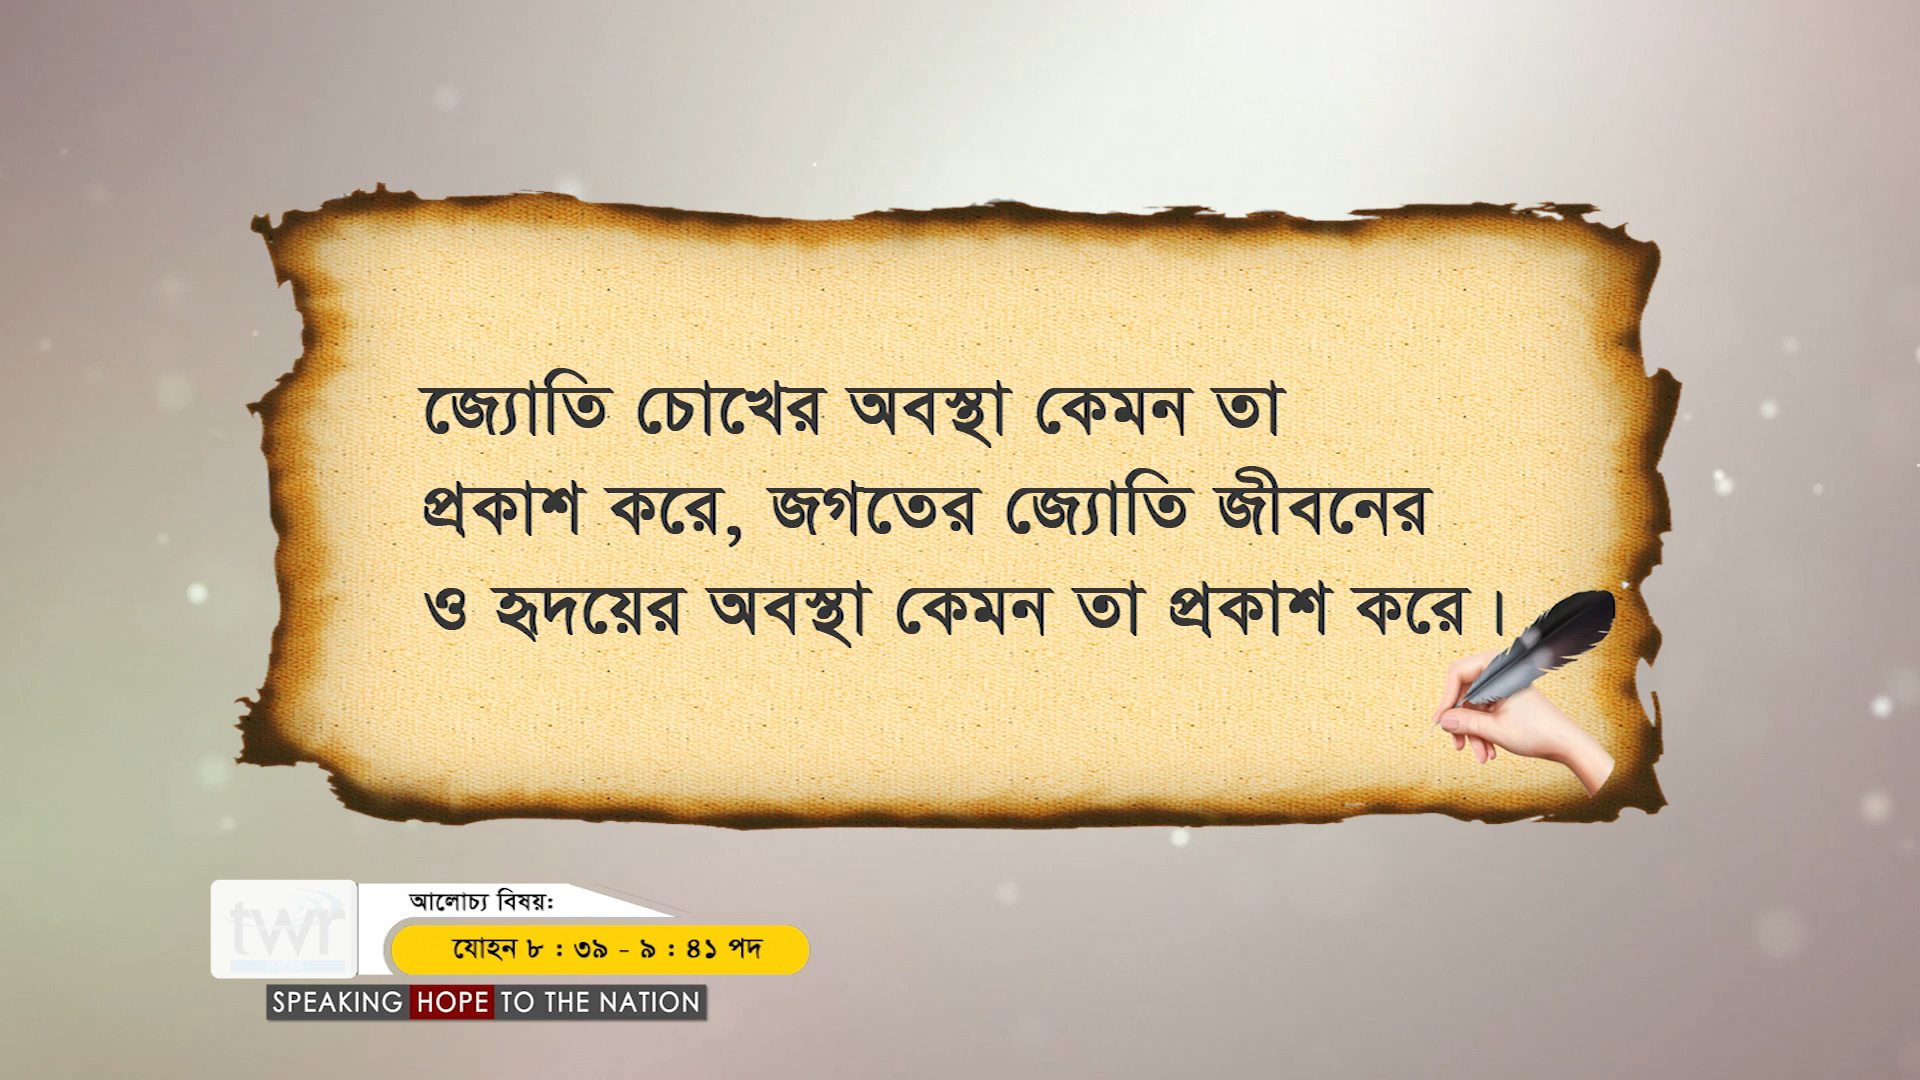 জ্যোতি চোখের অবস্থা কেমন তা
প্রকাশ করে, জগতের জ্যোতি জীবনের
ও হৃদয়ের অবস্থা কেমন তা প্রকাশ করে।
twr
আলোচ্য বিষয়:
যোহন ৮ : ৩৯ - ৯ : ৪১ পদ
SPEAKING HOPE TO THE NATION